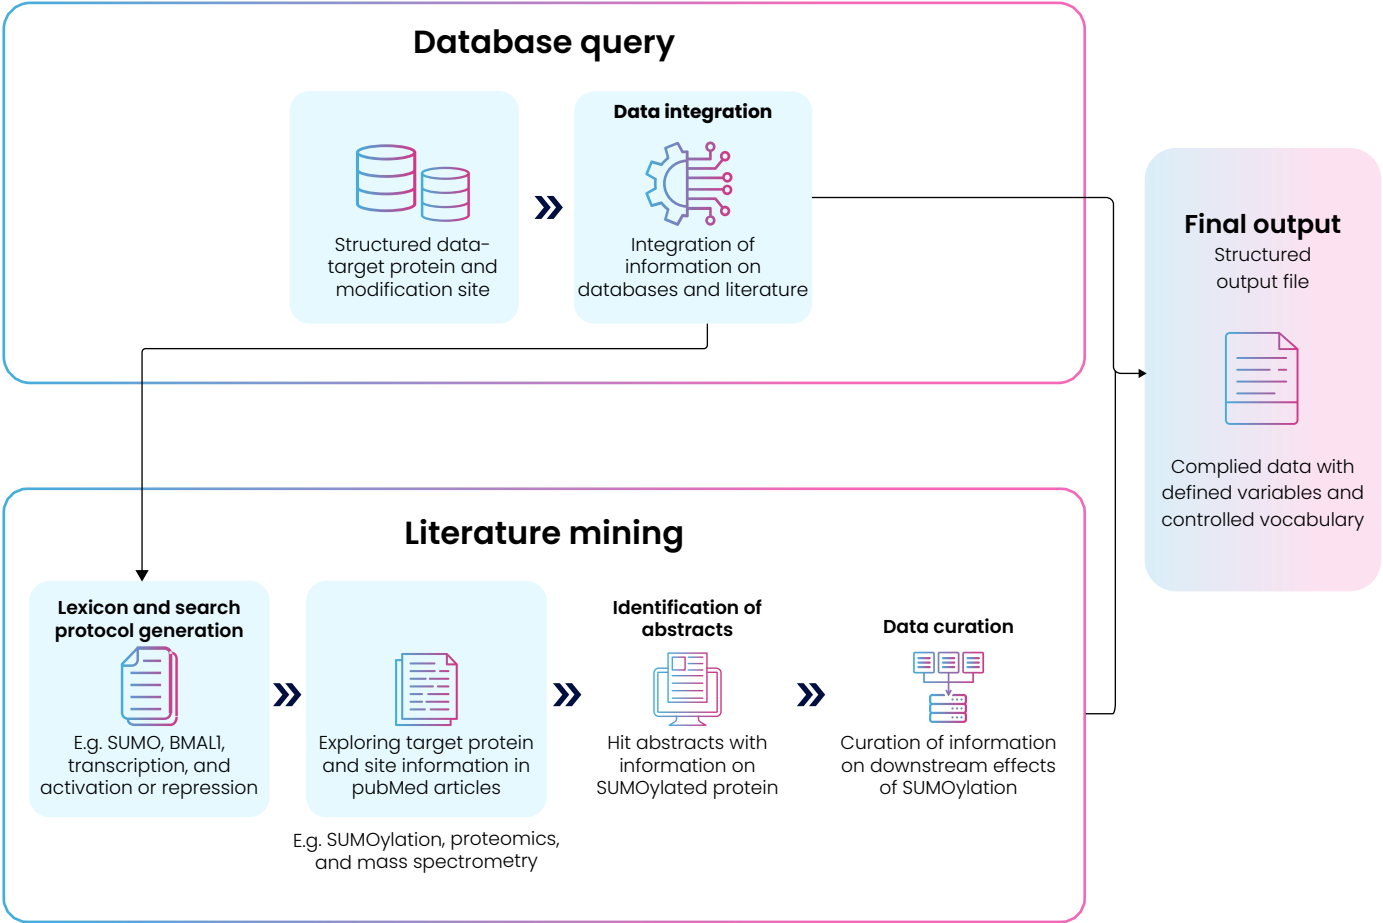 Database query
Structured data-
target protein and
modification site
Data integration
Integration of
information on
databases and literature
Final output
Structured
output file
Complied data with
defined variables and
controlled vocabulary
Literature mining
Lexicon and search
protocol generation
E.g. SUMO, BMAL1,
transcription, and
activation or repression
Exploring target protein
and site information in
pubMed articles
E.g. SUMOylation, proteomics,
and mass spectrometry
Identification of
abstracts
Hit abstracts with
information on
SUMOylated protein
Data curation
Curation of information
on downstream effects
of SUMOylation